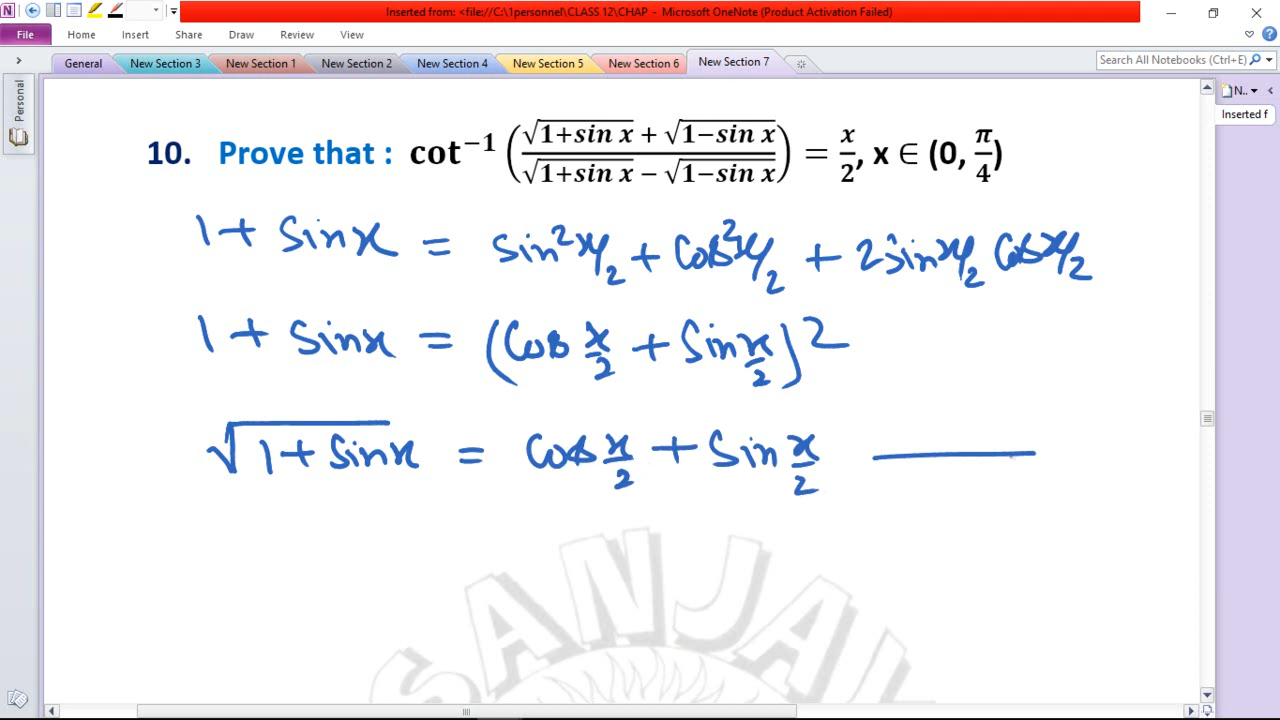 Inserted from: <file://C:\1personnel\CLASS 12\CHAP - Microsoft OneNote (Product Activation Failed)
File Home Insert Share Draw Review View
General New Section 3 New Section 1 New Section 2 New Section 4 New Section 5 New Section 6 New Section 7 Search All Notebooks (Ctrl+E)
N..
Personal
Inserted f
10. Prove that : cot⁻¹ ((√(1+sin x) + √(1−sin x))/(√(1+sin x) − √(1−sin x))) = x/2, x ∈ (0, π/4)
1 + Sinx = Sin²x/2 + Cos²x/2 + 2Sinx/2 Cosx/2
1 + Sinx = (Cos x/2 + Sin x/2)2
√(1 + Sinx) = Cos x/2 + Sin x/2 ———
SANJAY